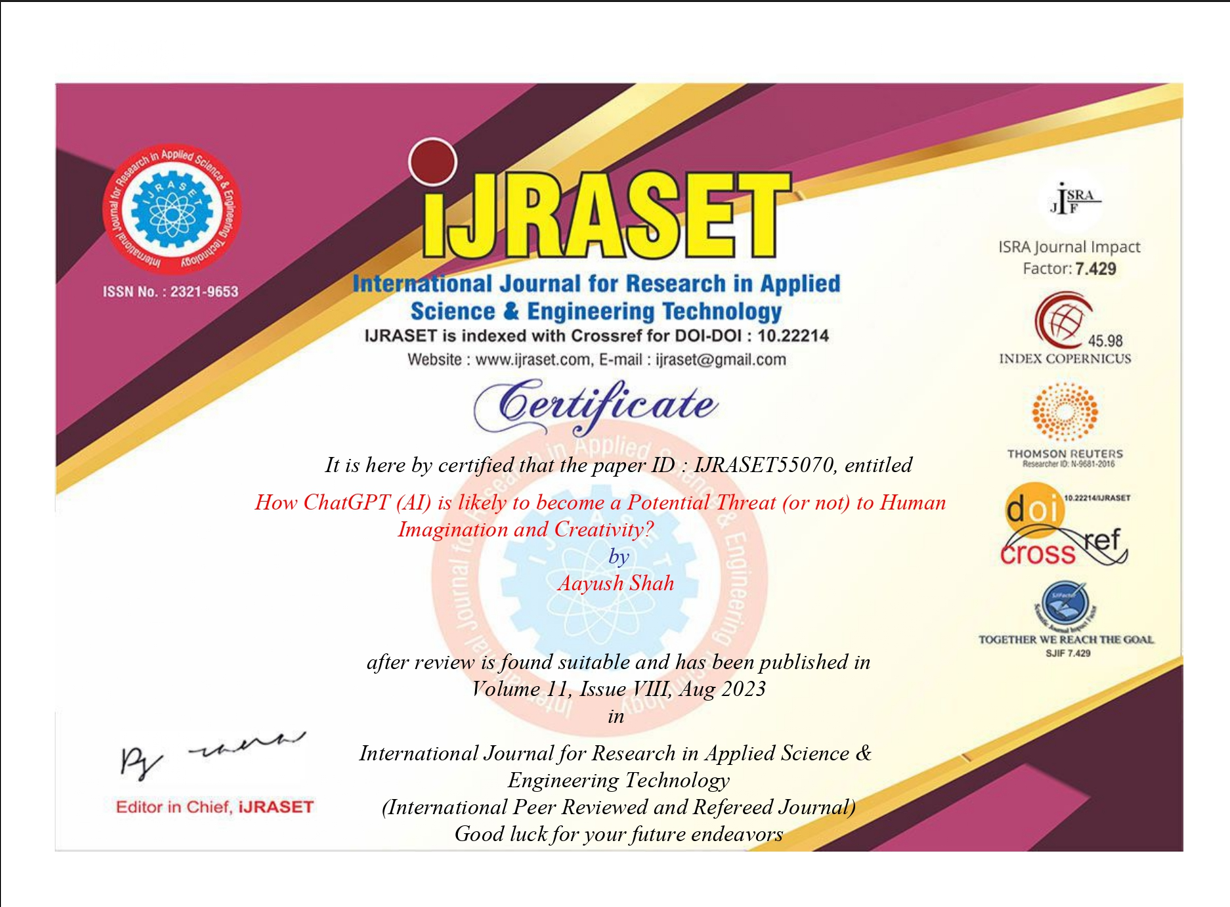 International Journal for Research in Applied Science & Engineering Technology
IJRASET
ISSN No. : 2321-9653
iJRASET
International Journal for Research in Applied
Science & Engineering Technology
IJRASET is indexed with Crossref for DOI-DOI : 10.22214
Website : www.ijraset.com, E-mail : ijraset@gmail.com
Certificate
It is here by certified that the paper ID : IJRASET55070, entitled
How ChatGPT (AI) is likely to become a Potential Threat (or not) to Human
Imagination and Creativity?
by
Aayush Shah
after review is found suitable and has been published in
Volume 11, Issue VIII, Aug 2023
in
International Journal for Research in Applied Science &
Engineering Technology
(International Peer Reviewed and Refereed Journal)
Good luck for your future endeavors
Editor in Chief, iJRASET
ISRA
JIF
ISRA Journal Impact
Factor: 7.429
45.98
INDEX COPERNICUS
THOMSON REUTERS
Researcher ID: N-9681-2016
doi
10.22214/IJRASET
cross ref
Scientific Journal Impact Factor
TOGETHER WE REACH THE GOAL
SJIF 7.429